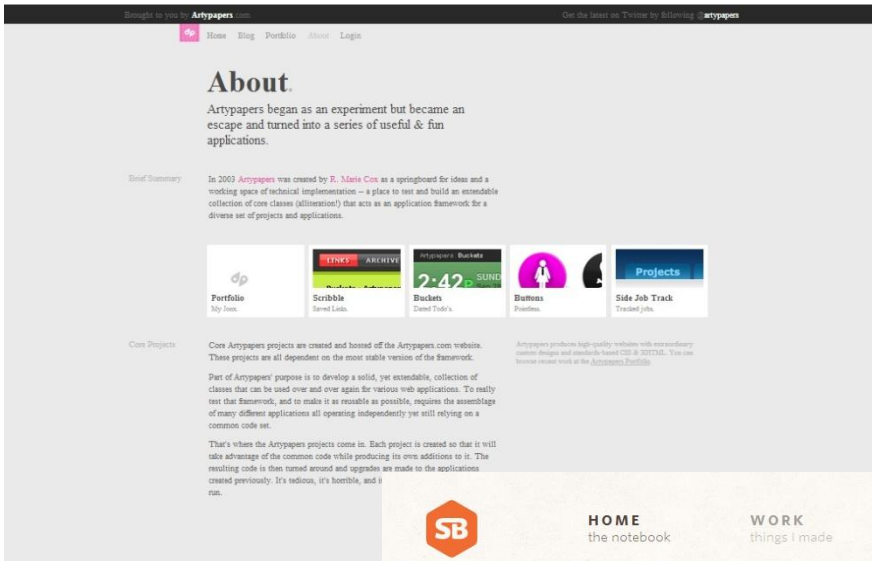 Brought to you by Artypapers.com
Get the latest on Twitter by following @artypapers
dp
Home Blog Portfolio About Login
About.
Artypapers began as an experiment but became an
escape and turned into a series of useful & fun
applications.
Brief Summary
In 2003 Artypapers was created by R. Marie Cox as a springboard for ideas and a
working space of technical implementation – a place to test and build an extendable
collection of core classes (alliteration!) that acts as an application framework for a
diverse set of projects and applications.
dp
Portfolio
My Icon.
LINKS ARCHIVE
Scribble
Saved Links.
Artypapers Buckets
2:42P SUND
Buckets
Dated Todo's.
Buttons
Pointless.
Projects
Side Job Track
Tracked jobs.
Core Projects
Core Artypapers projects are created and hosted off the Artypapers.com website.
These projects are all dependent on the most stable version of the framework.
Part of Artypapers' purpose is to develop a solid, yet extendable, collection of
classes that can be used over and over again for various web applications. To really
test that framework, and to make it as reusable as possible, requires the assemblage
of many different applications all operating independently yet still relying on a
common code set.
That's where the Artypapers projects come in. Each project is created so that it will
take advantage of the common code while producing its own additions to it. The
resulting code is then turned around and upgrades are made to the applications
created previously. It's tedious, it's horrible, and
run.
Artypapers produces high-quality websites with extraordinary
custom designs and standards-based CSS & XHTML. You can
browse recent work at the Artypapers Portfolio.
SB
HOME
the notebook
WORK
things I made